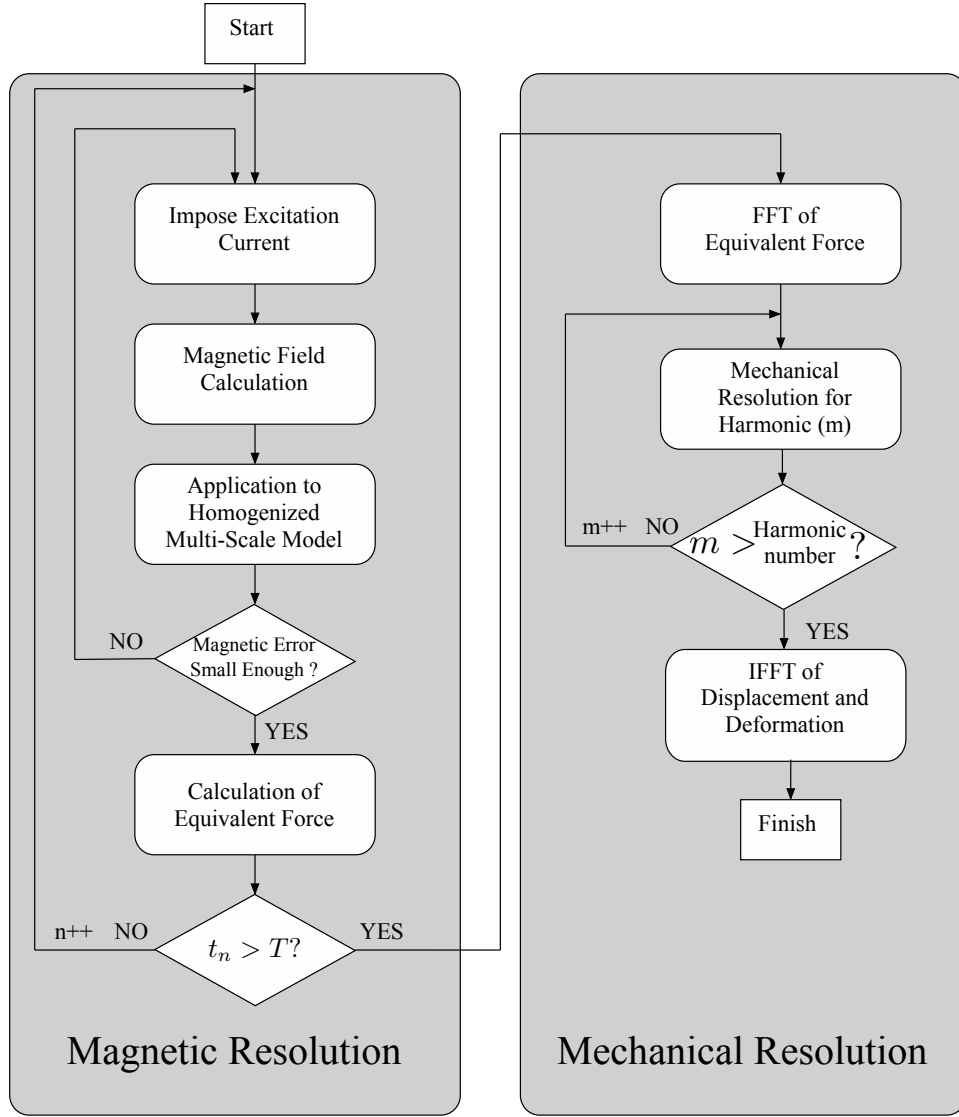 Start
Impose Excitation
Current
Magnetic Field
Calculation
Application to
Homogenized
Multi-Scale Model
NO
Magnetic Error
Small Enough ?
YES
Calculation of
Equivalent Force
n++ NO
t_n > T?
YES
Magnetic Resolution
FFT of
Equivalent Force
Mechanical
Resolution for
Harmonic (m)
m++ NO
m > Harmonic
number ?
YES
IFFT of
Displacement and
Deformation
Finish
Mechanical Resolution